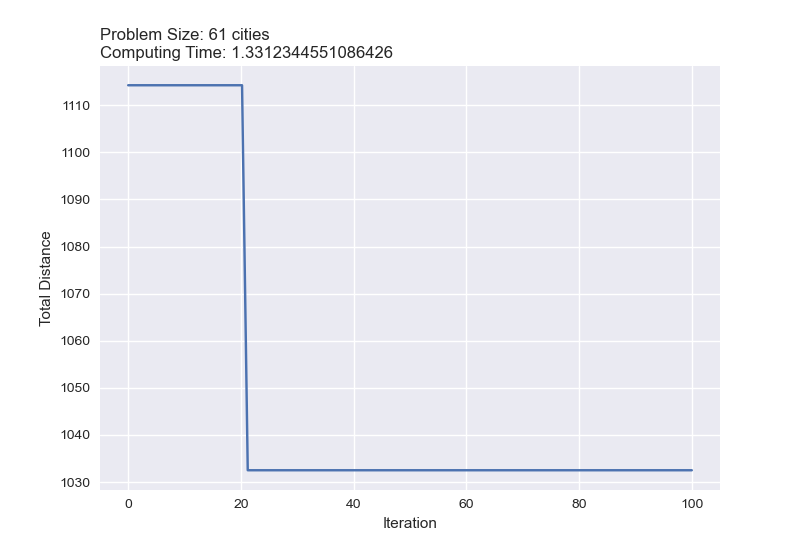 Problem Size: 61 cities
Computing Time: 1.3312344551086426
1110
1100
1090
1080
1070
1060
1050
1040
1030
Total Distance
0 20 40 60 80 100
Iteration